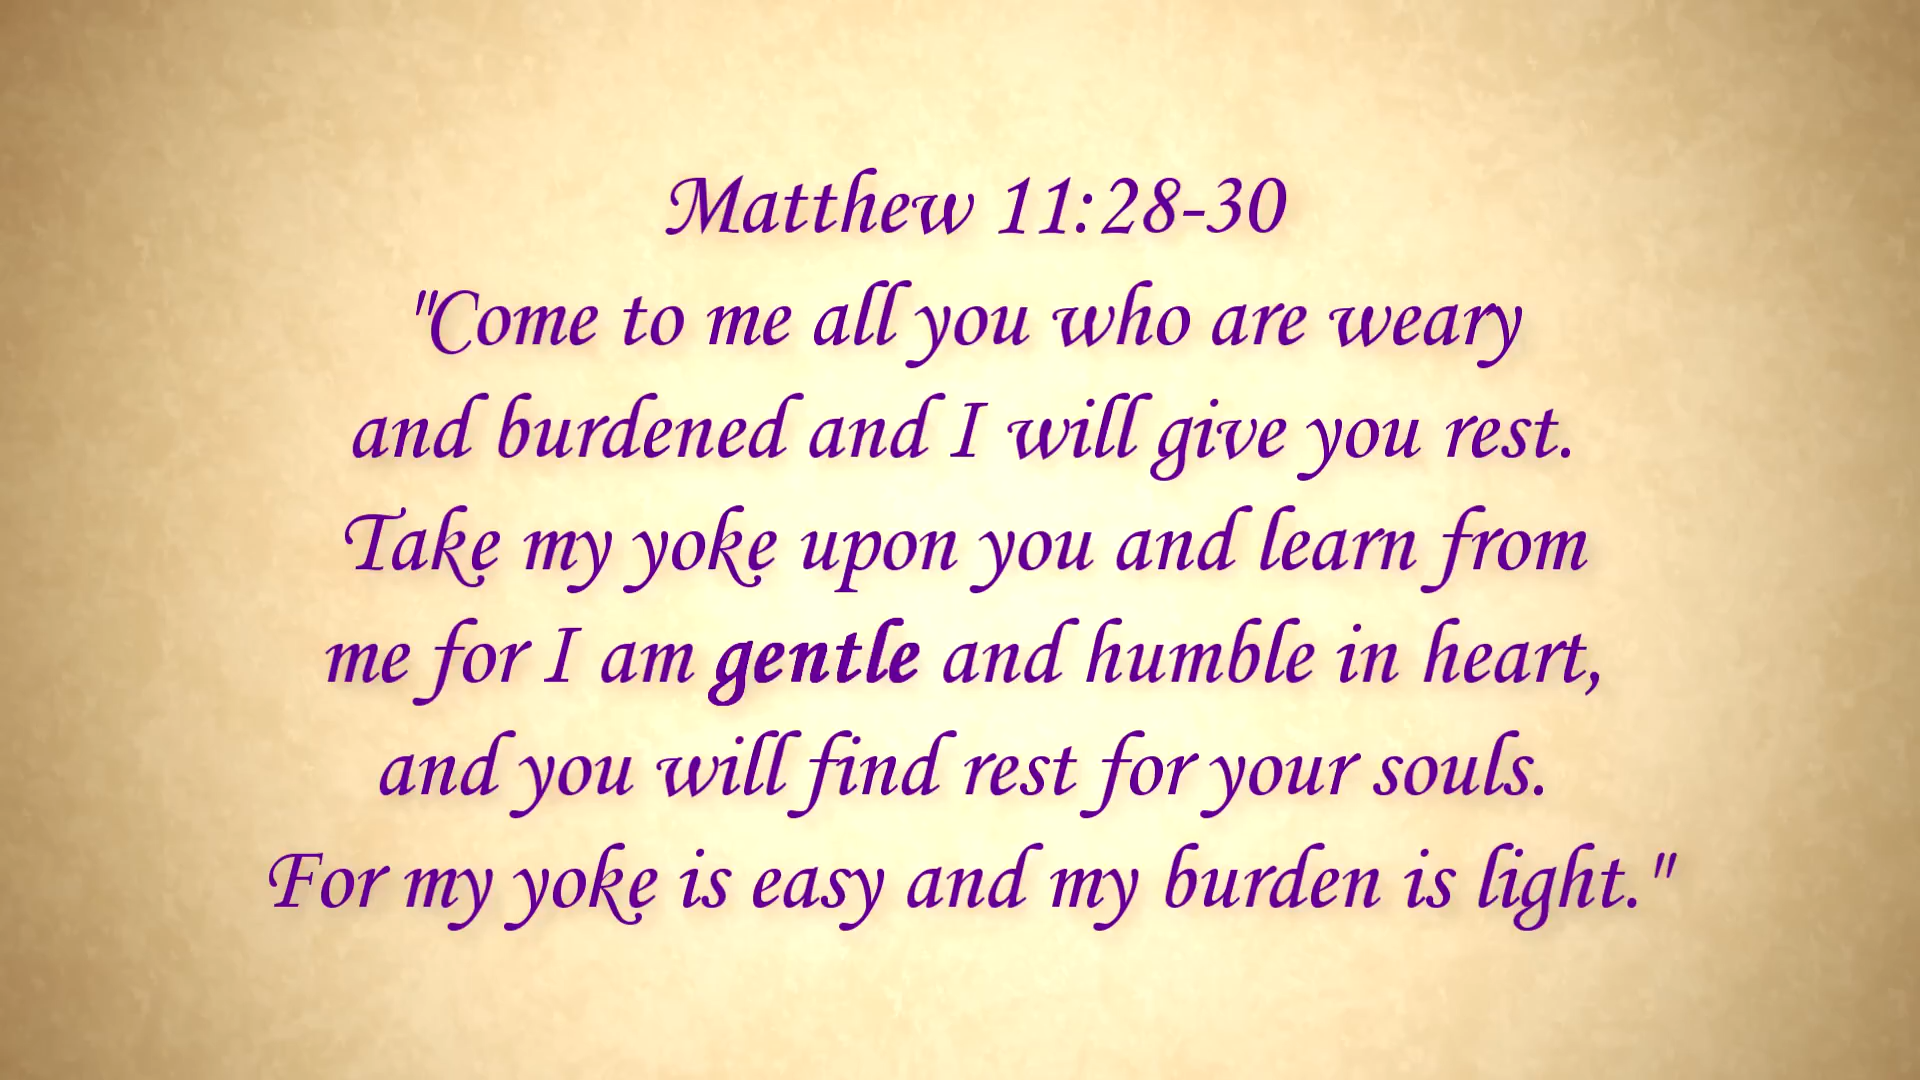 Matthew 11:28-30
"Come to me all you who are weary
and burdened and I will give you rest.
Take my yoke upon you and learn from
me for I am gentle and humble in heart,
and you will find rest for your souls.
For my yoke is easy and my burden is light."